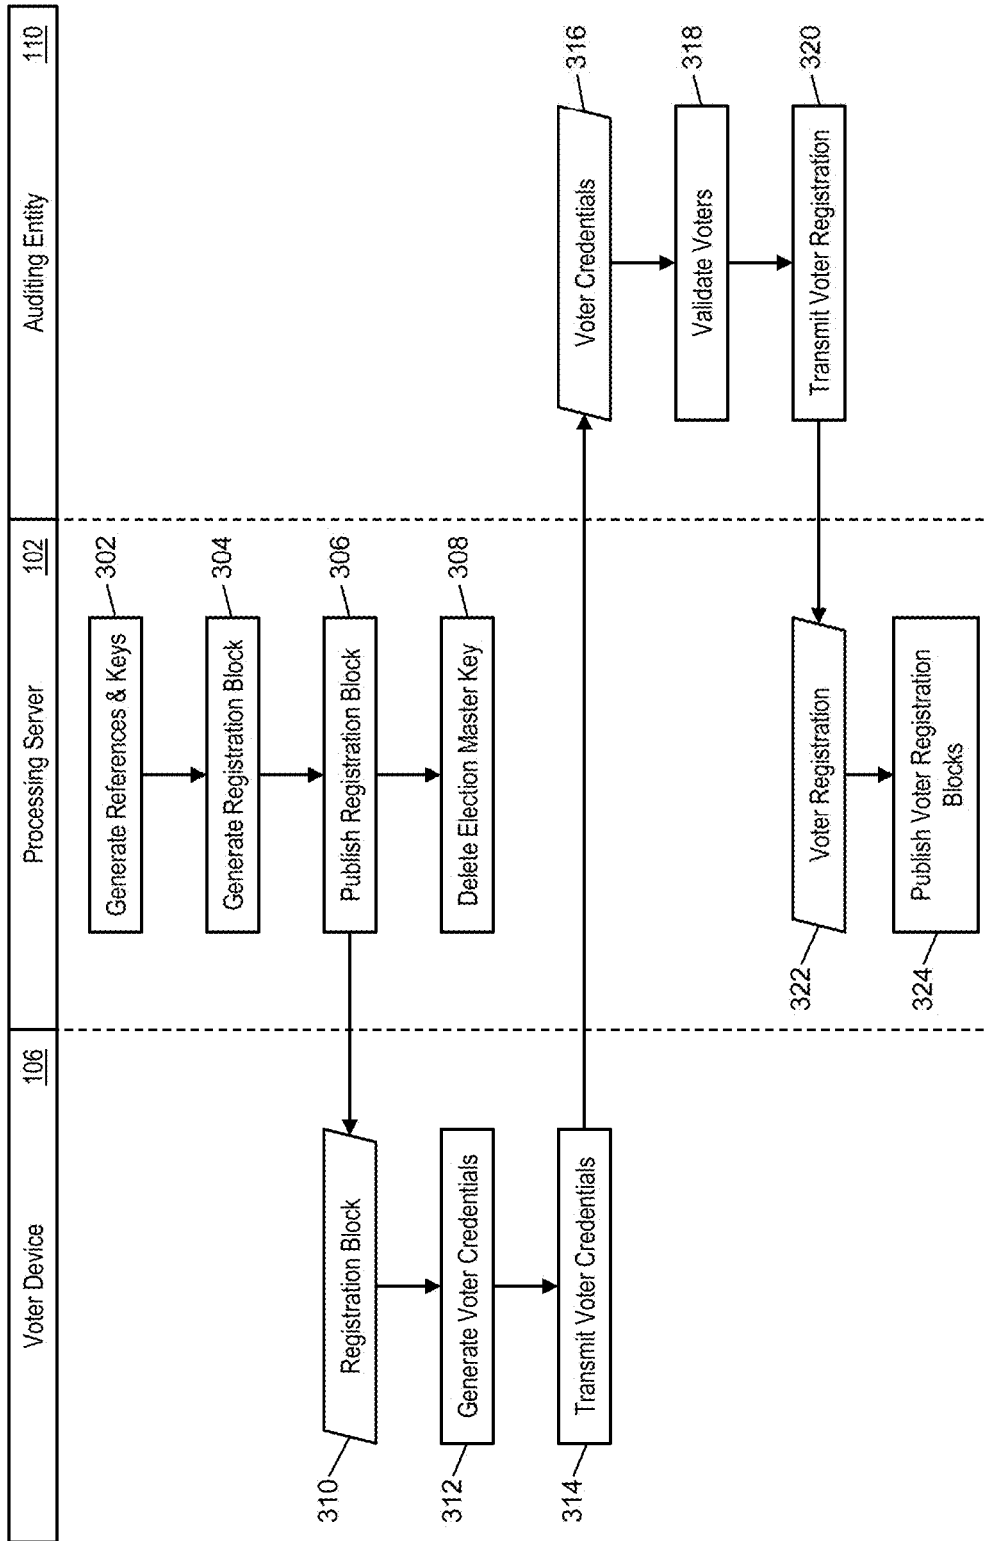 Voter Device
106
Processing Server
102
Auditing Entity
110
Generate References & Keys
302
Generate Registration Block
304
Publish Registration Block
306
Delete Election Master Key
308
310
Registration Block
312
Generate Voter Credentials
314
Transmit Voter Credentials
Voter Credentials
316
Validate Voters
318
Transmit Voter Registration
320
322
Voter Registration
324
Publish Voter Registration
Blocks